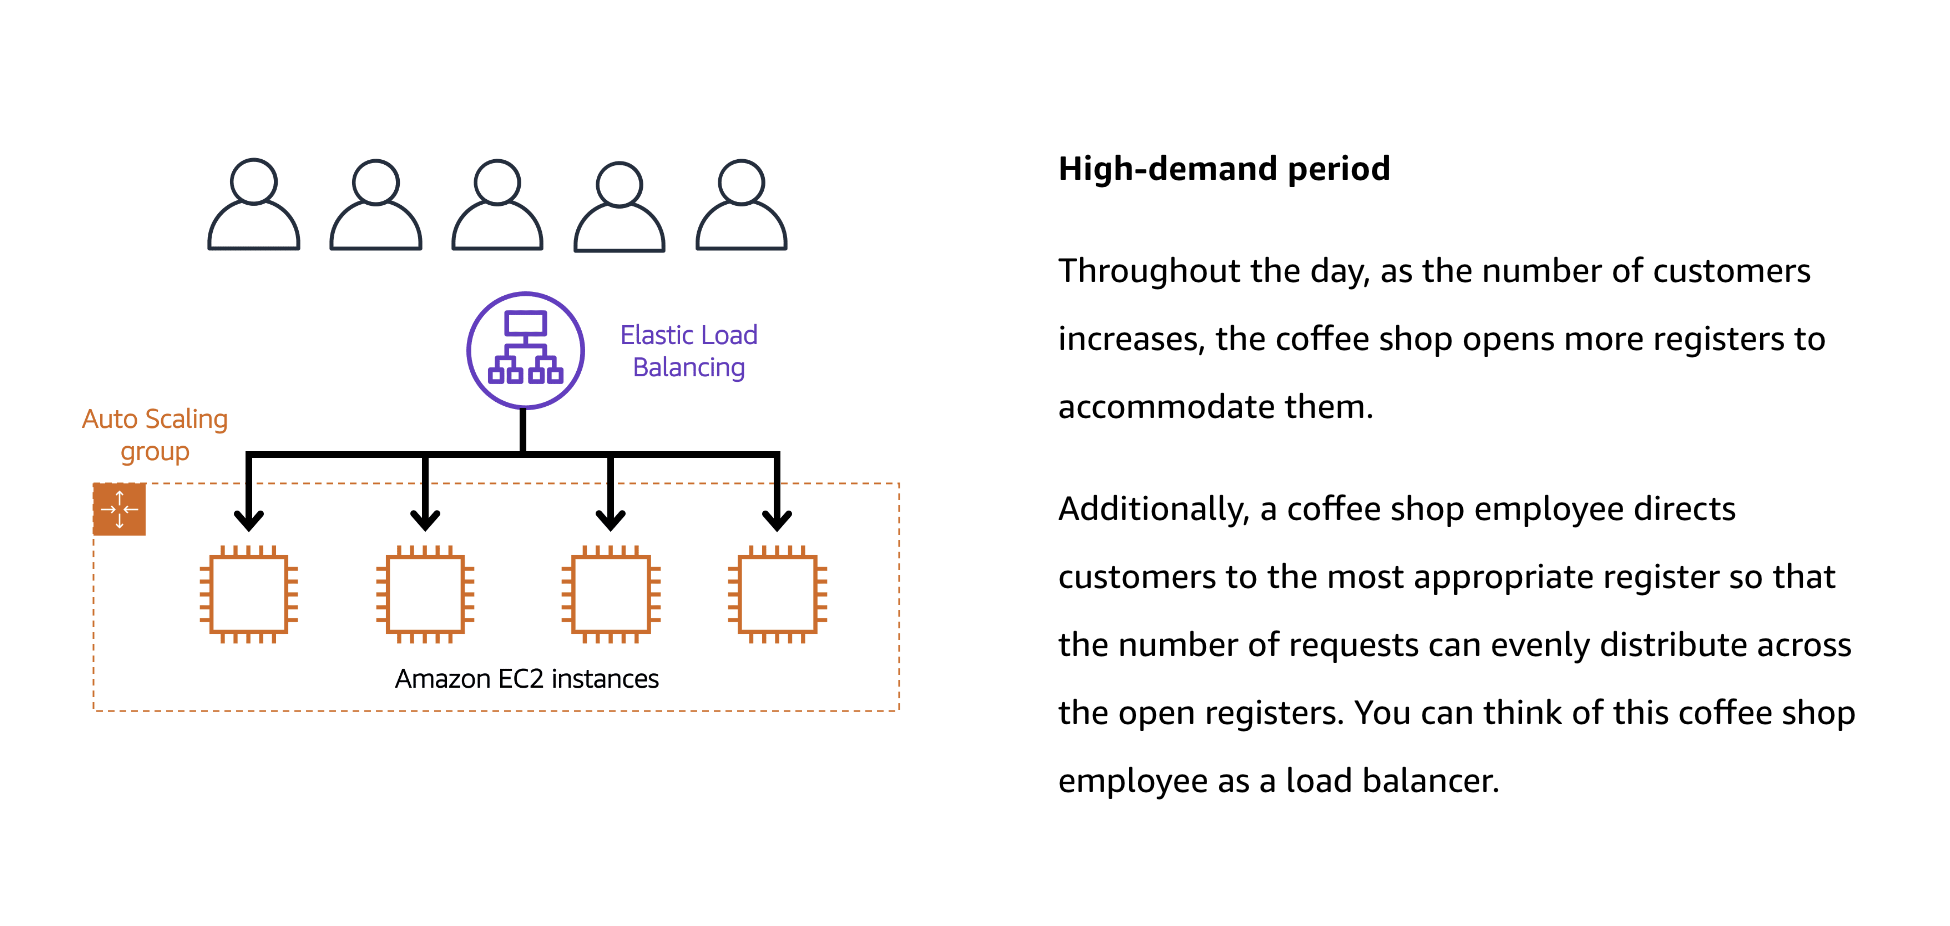 Elastic Load
Balancing
Auto Scaling
group
Amazon EC2 instances
High-demand period
Throughout the day, as the number of customers
increases, the coffee shop opens more registers to
accommodate them.
Additionally, a coffee shop employee directs
customers to the most appropriate register so that
the number of requests can evenly distribute across
the open registers. You can think of this coffee shop
employee as a load balancer.